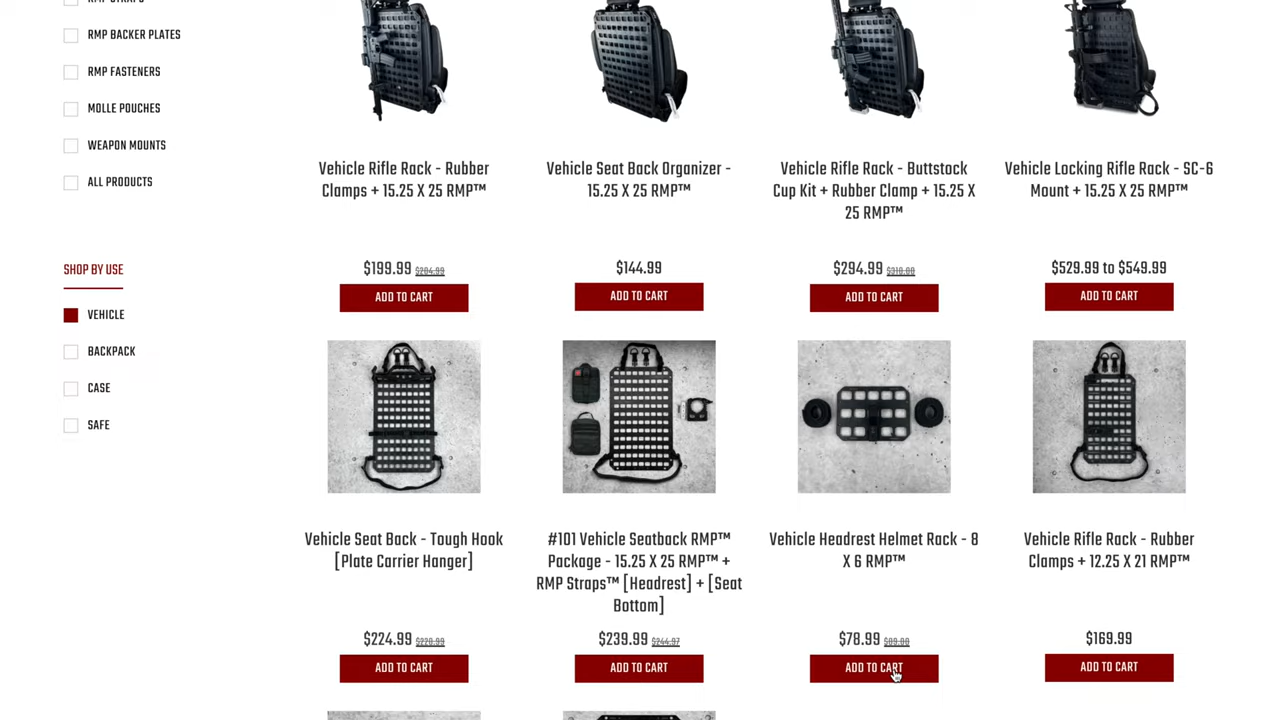 RMP BACKER PLATES
RMP FASTENERS
MOLLE POUCHES
WEAPON MOUNTS
ALL PRODUCTS
SHOP BY USE
VEHICLE
BACKPACK
CASE
SAFE
Vehicle Rifle Rack - Rubber
Clamps + 15.25 X 25 RMP™
$199.99 $204.99
ADD TO CART
Vehicle Seat Back Organizer -
15.25 X 25 RMP™
$144.99
ADD TO CART
Vehicle Rifle Rack - Buttstock
Cup Kit + Rubber Clamp + 15.25 X
25 RMP™
$294.99
ADD TO CART
Vehicle Locking Rifle Rack - SC-6
Mount + 15.25 X 25 RMP™
$529.99 to $549.99
ADD TO CART
Vehicle Seat Back - Tough Hook
[Plate Carrier Hanger]
$224.99
ADD TO CART
#101 Vehicle Seatback RMP™
Package - 15.25 X 25 RMP™ +
RMP Straps™ [Headrest] + [Seat
Bottom]
$239.99 $244.97
ADD TO CART
Vehicle Headrest Helmet Rack - 8
X 6 RMP™
$78.99
ADD TO CART
Vehicle Rifle Rack - Rubber
Clamps + 12.25 X 21 RMP™
$169.99
ADD TO CART